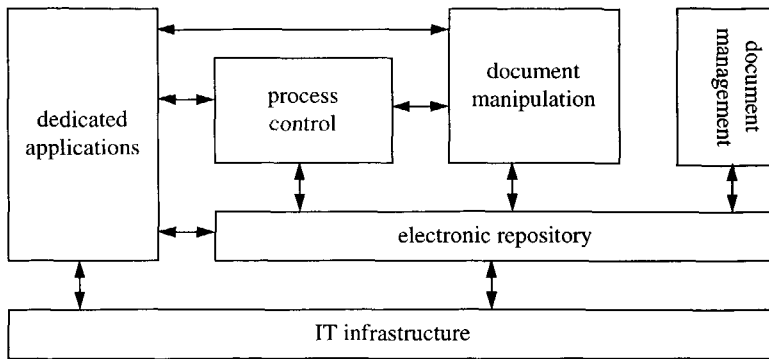 dedicated
applications
process
control
document
manipulation
document
management
electronic repository
IT infrastructure